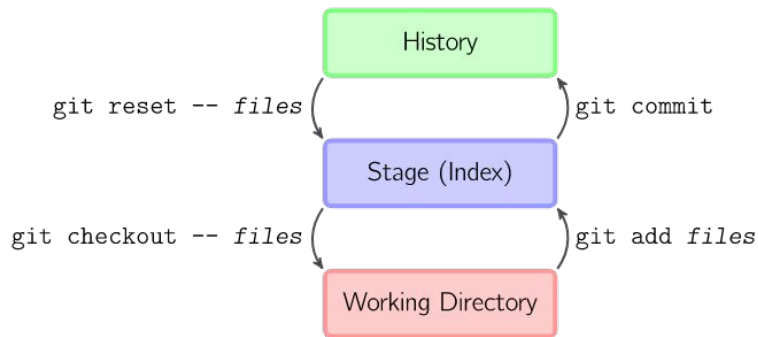 History
git reset -- files
git commit
Stage (Index)
git checkout -- files
git add files
Working Directory